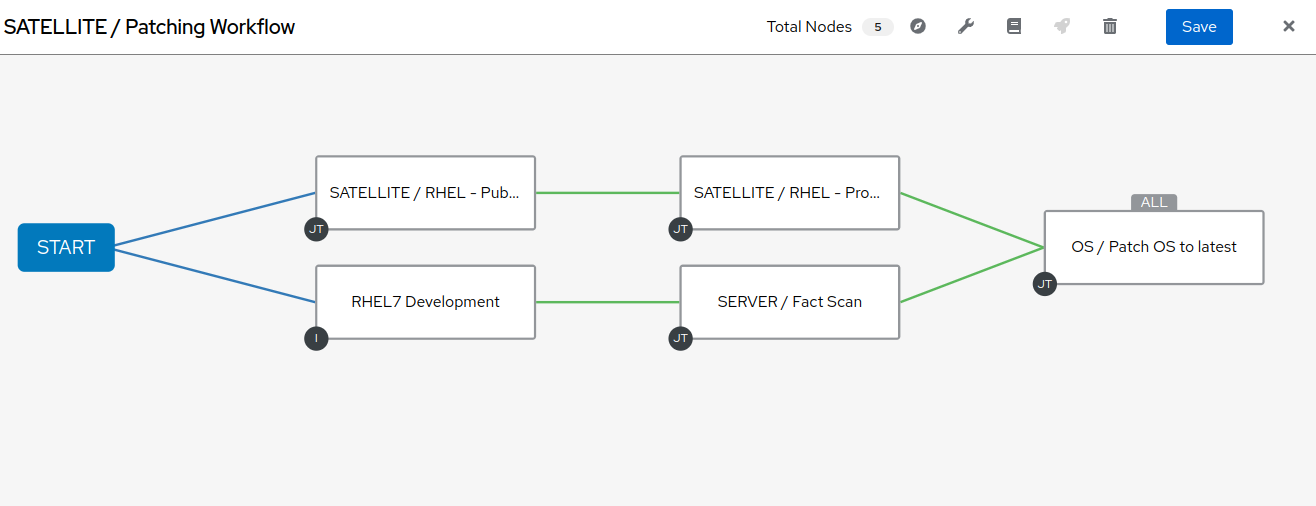 SATELLITE / Patching Workflow
Total Nodes 5
Save
START
SATELLITE / RHEL - Pub...
JT
SATELLITE / RHEL - Pro...
JT
RHEL7 Development
I
SERVER / Fact Scan
JT
ALL
OS / Patch OS to latest
JT